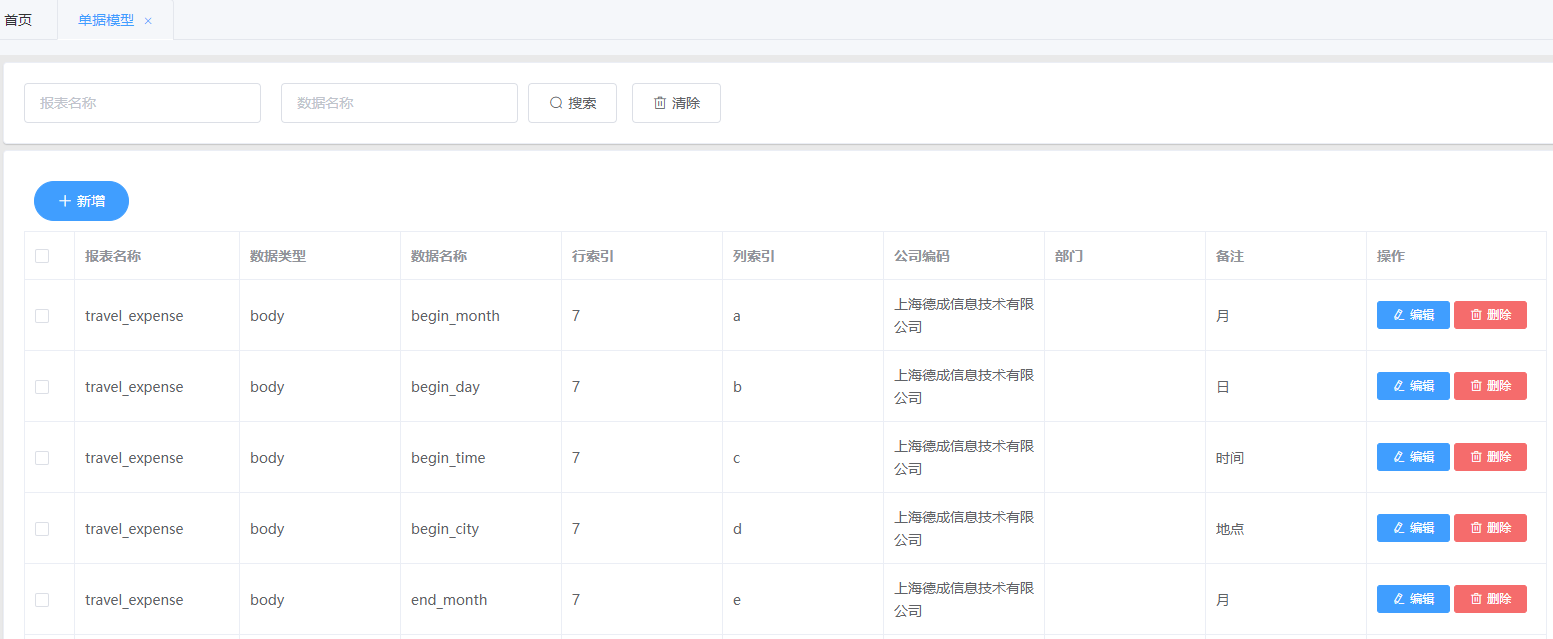 首页 单据模型 ×
报表名称 数据名称 搜索 清除
新增
报表名称 数据类型 数据名称 行索引 列索引 公司编码 部门 备注 操作
travel_expense body begin_month 7 a 上海德成信息技术有限公司 月 编辑 删除
travel_expense body begin_day 7 b 上海德成信息技术有限公司 日 编辑 删除
travel_expense body begin_time 7 c 上海德成信息技术有限公司 时间 编辑 删除
travel_expense body begin_city 7 d 上海德成信息技术有限公司 地点 编辑 删除
travel_expense body end_month 7 e 上海德成信息技术有限公司 月 编辑 删除